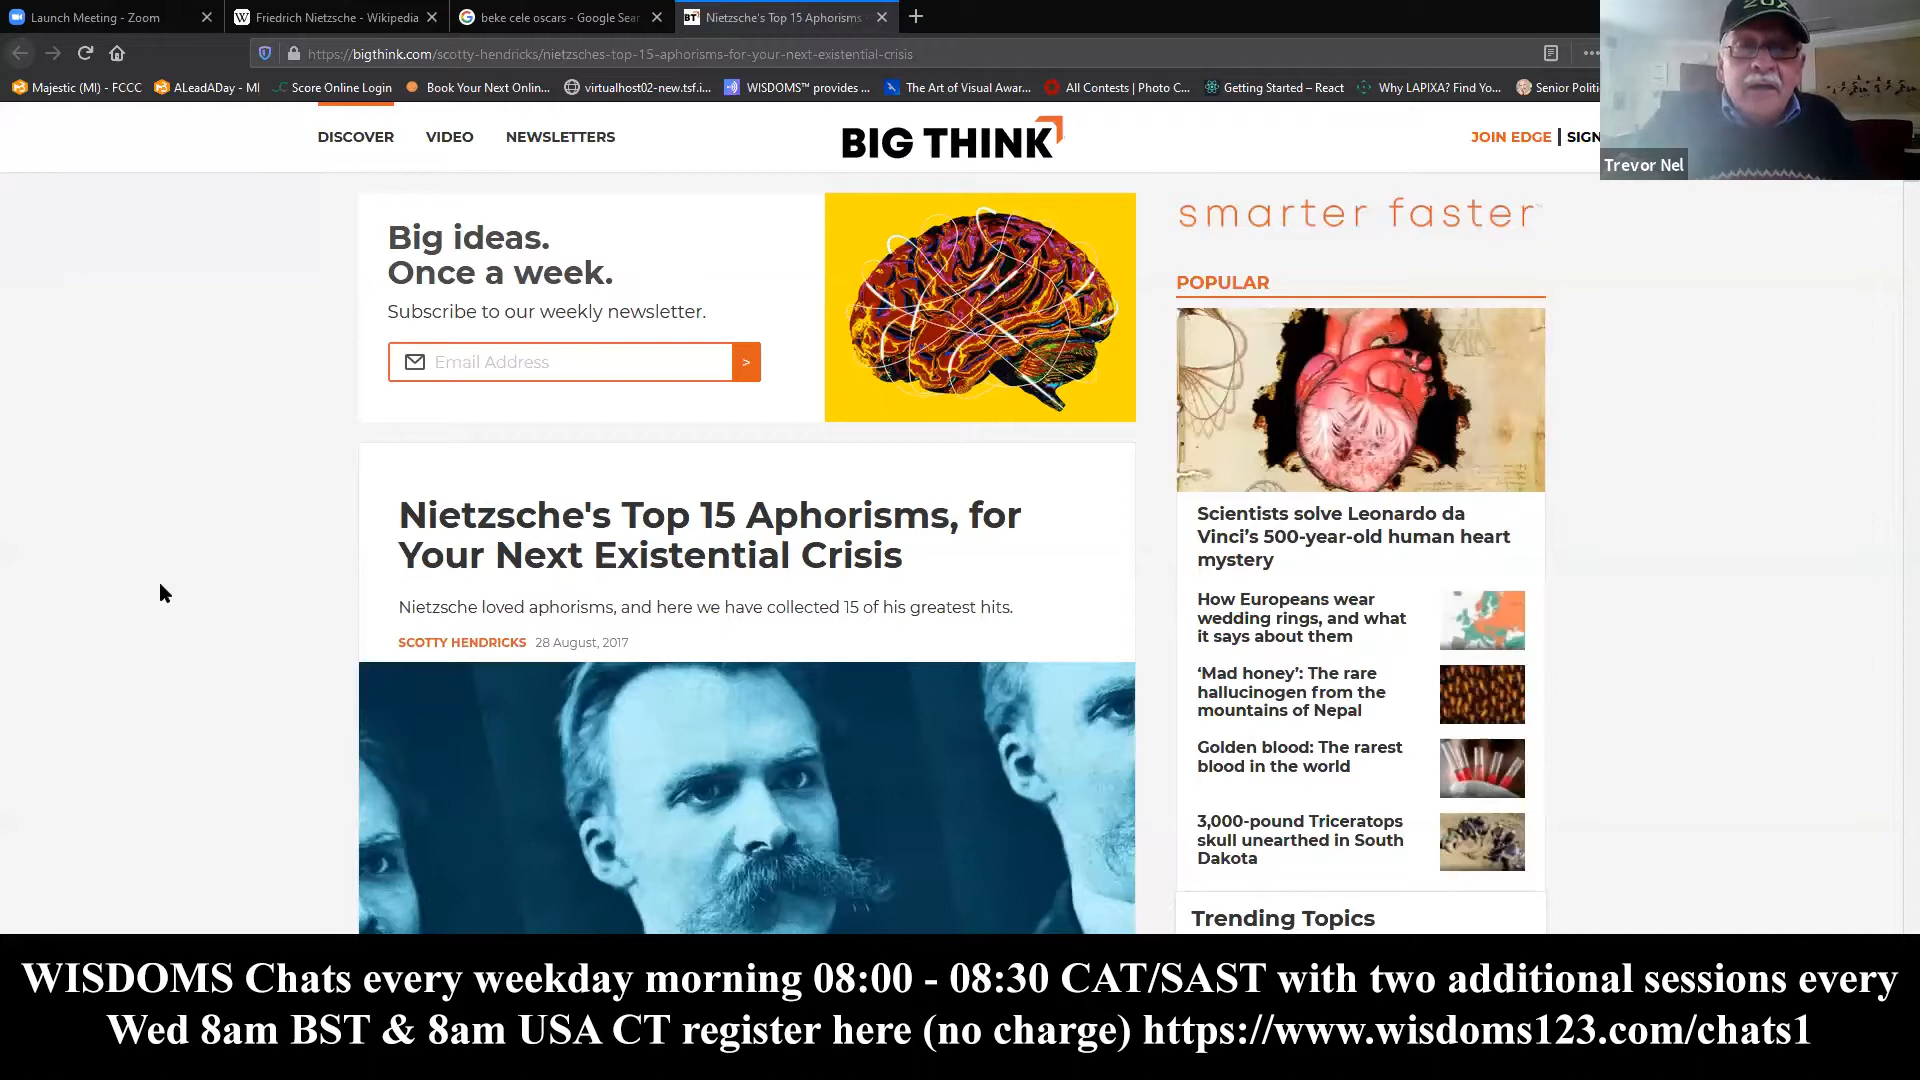 Launch Meeting - Zoom
Friedrich Nietzsche - Wikipedia
beke cele oscars - Google Sear
BT
Nietzsche's Top 15 Aphorisms
https://bigthink.com/scotty-hendricks/nietzsches-top-15-aphorisms-for-your-next-existential-crisis
Majestic (MI) - FCCC
ALeadADay - MI
Score Online Login
Book Your Next Onlin...
virtualhost02-new.tsf.i...
WISDOMS™ provides ...
The Art of Visual Awar...
All Contests | Photo C...
Getting Started – React
Why LAPIXA? Find Yo...
Senior Politi
Trevor Nel
DISCOVER
VIDEO
NEWSLETTERS
BIG THINK
JOIN EDGE | SIGN
Big ideas.
Once a week.
Subscribe to our weekly newsletter.
Email Address
>
smarter faster™
POPULAR
Nietzsche's Top 15 Aphorisms, for
Your Next Existential Crisis
Nietzsche loved aphorisms, and here we have collected 15 of his greatest hits.
SCOTTY HENDRICKS 28 August, 2017
Scientists solve Leonardo da
Vinci’s 500-year-old human heart
mystery
How Europeans wear
wedding rings, and what
it says about them
‘Mad honey’: The rare
hallucinogen from the
mountains of Nepal
Golden blood: The rarest
blood in the world
3,000-pound Triceratops
skull unearthed in South
Dakota
Trending Topics
WISDOMS Chats every weekday morning 08:00 - 08:30 CAT/SAST with two additional sessions every
Wed 8am BST & 8am USA CT register here (no charge) https://www.wisdoms123.com/chats1